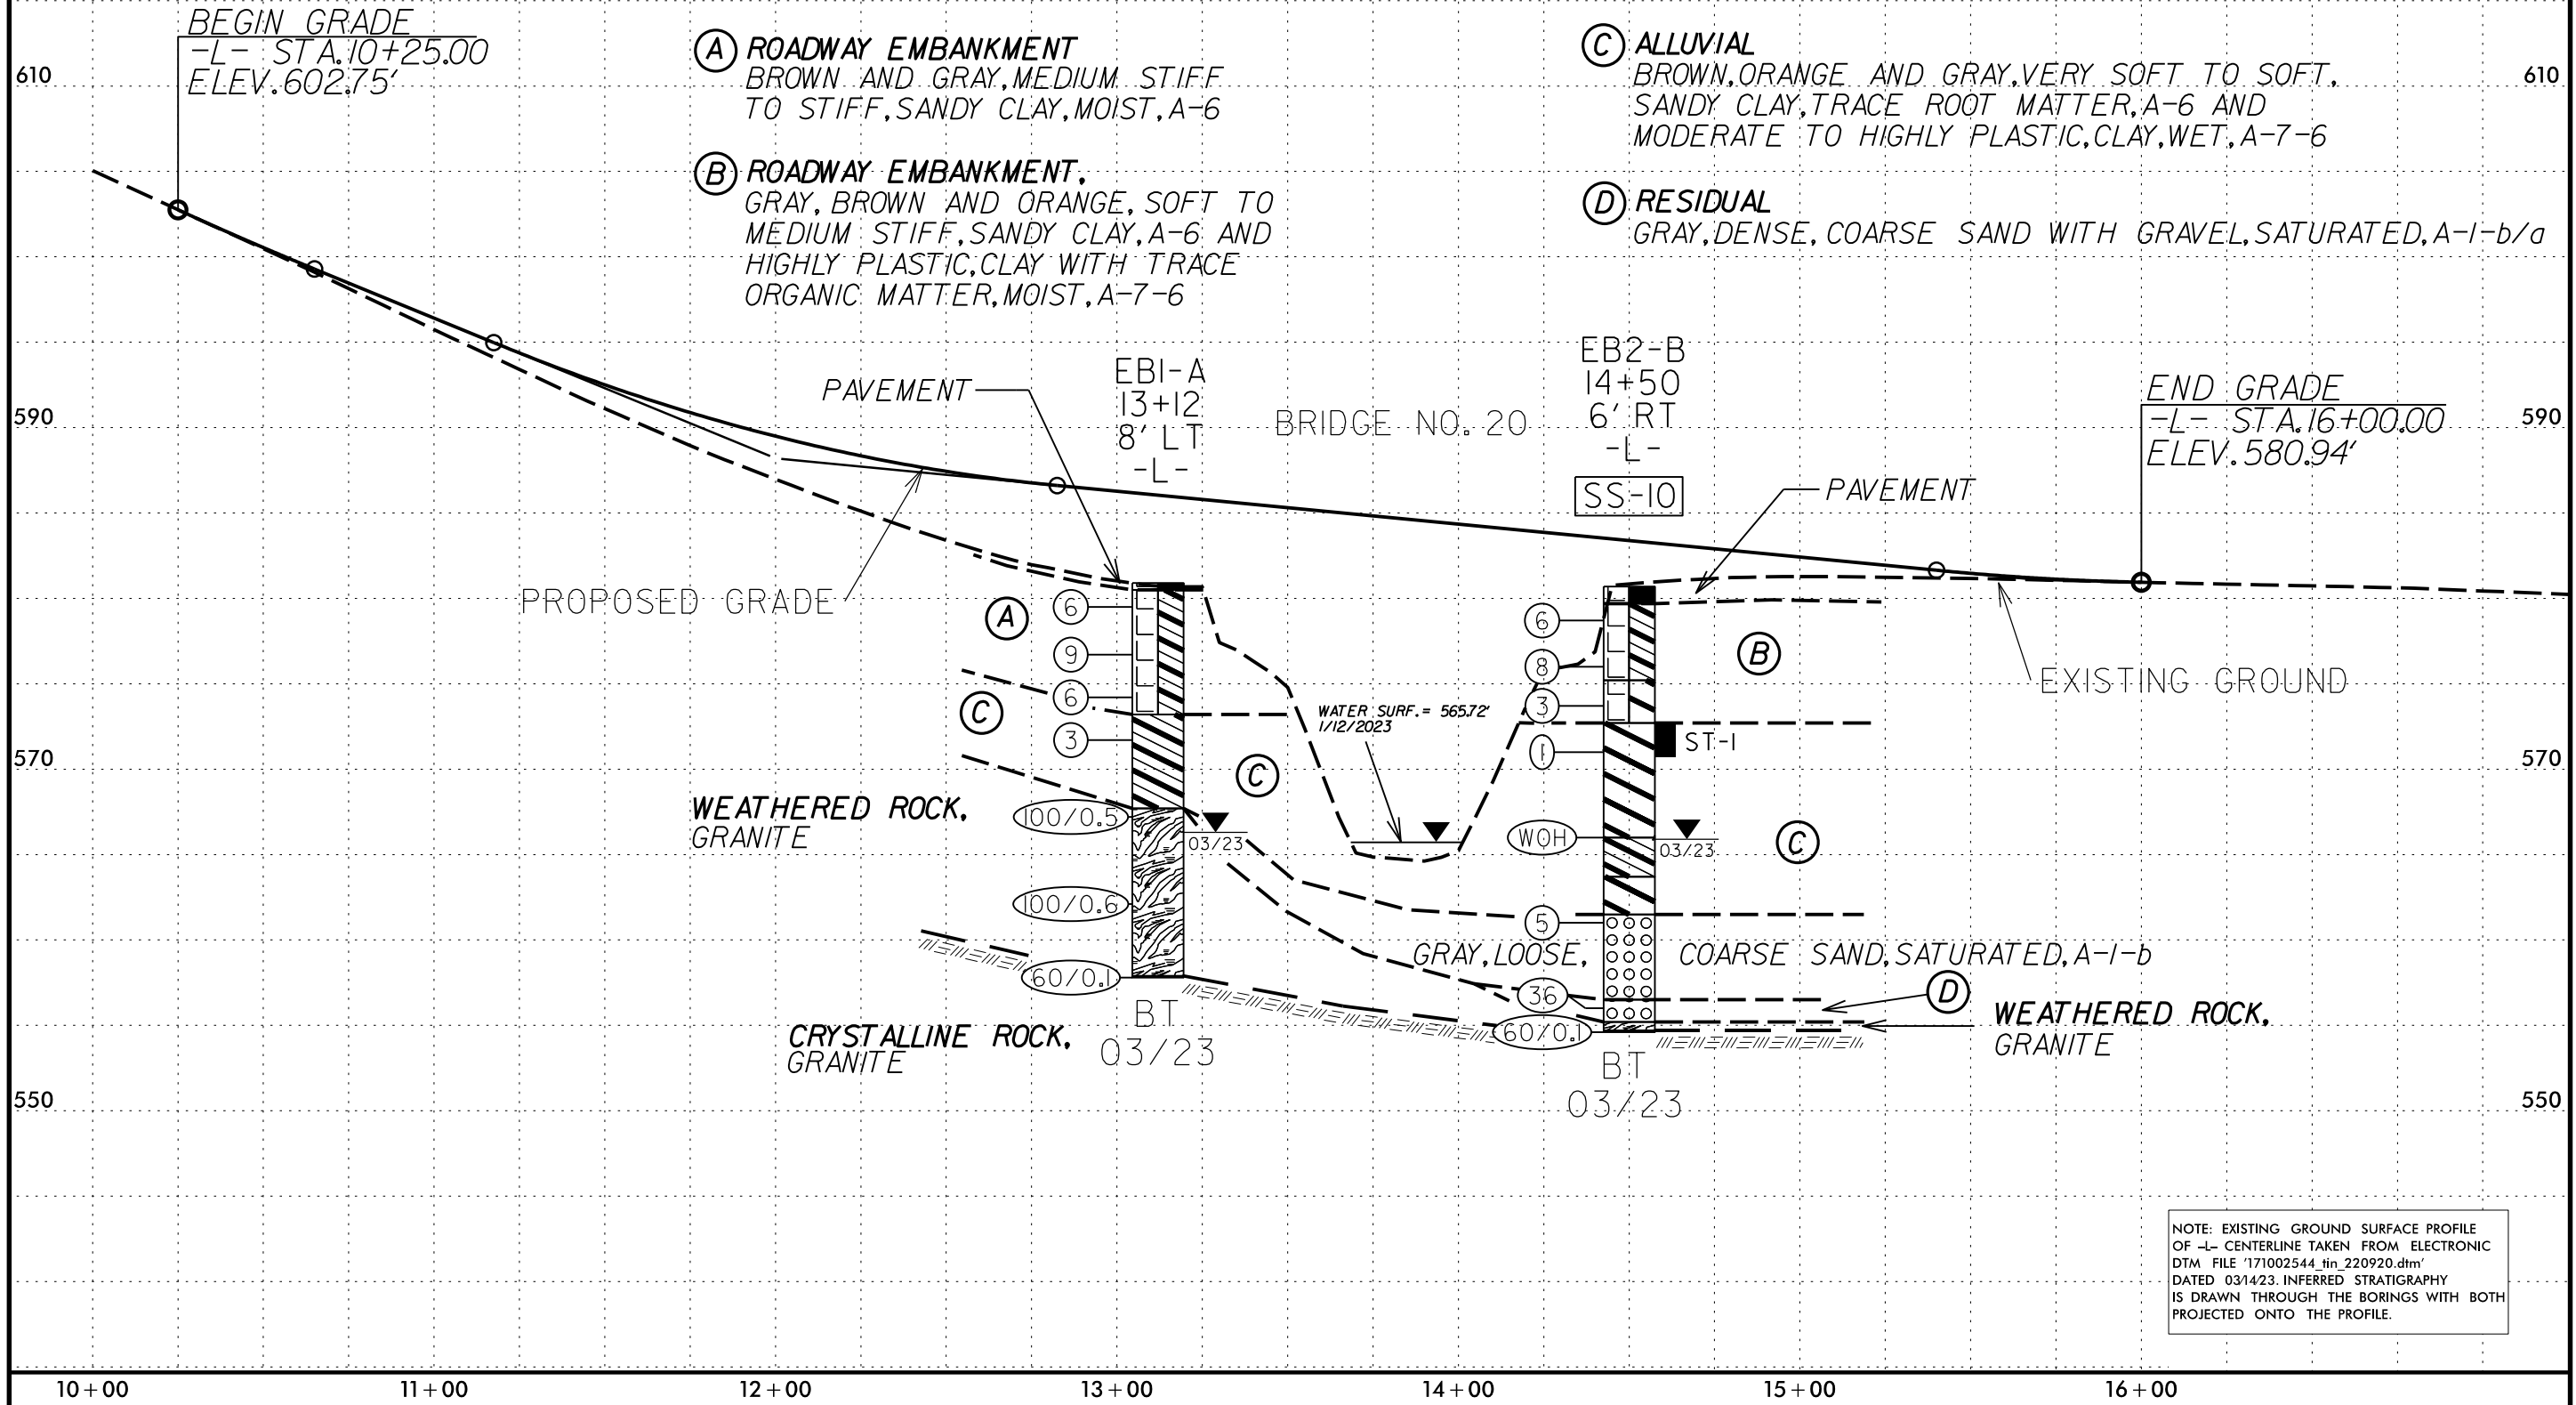 BEGIN GRADE
-L- STA.10+25.00
ELEV.602.75'
A ROADWAY EMBANKMENT
BROWN AND GRAY,MEDIUM STIFF
TO STIFF,SANDY CLAY,MOIST,A-6
B ROADWAY EMBANKMENT,
GRAY, BROWN AND ORANGE, SOFT TO
MEDIUM STIFF,SANDY CLAY,A-6 AND
HIGHLY PLASTIC,CLAY WITH TRACE
ORGANIC MATTER,MOIST,A-7-6
C ALLUVIAL
BROWN,ORANGE AND GRAY,VERY SOFT TO SOFT,
SANDY CLAY,TRACE ROOT MATTER,A-6 AND
MODERATE TO HIGHLY PLASTIC,CLAY,WET,A-7-6
D RESIDUAL
GRAY,DENSE, COARSE SAND WITH GRAVEL,SATURATED,A-1-b/a
610
610
590
590
570
570
550
550
PAVEMENT
EB1-A
13+12
8' LT
-L-
BRIDGE NO. 20
EB2-B
14+50
6' RT
-L-
SS-10
PAVEMENT
END GRADE
-L- STA.16+00.00
ELEV.580.94'
PROPOSED GRADE
EXISTING GROUND
A
B
C
C
C
D
6
9
6
3
100/0.5
100/0.6
60/0.1
03/23
BT
03/23
WATER SURF.= 565.72'
1/12/2023
6
8
3
1
WOH
5
36
60/0.1
ST-1
03/23
BT
03/23
WEATHERED ROCK,
GRANITE
CRYSTALLINE ROCK,
GRANITE
GRAY,LOOSE, COARSE SAND,SATURATED,A-1-b
WEATHERED ROCK,
GRANITE
NOTE: EXISTING GROUND SURFACE PROFILE
OF -L- CENTERLINE TAKEN FROM ELECTRONIC
DTM FILE '171002544_tin_220920.dtm'
DATED 03/14/23. INFERRED STRATIGRAPHY
IS DRAWN THROUGH THE BORINGS WITH BOTH
PROJECTED ONTO THE PROFILE.
10+00 11+00 12+00 13+00 14+00 15+00 16+00